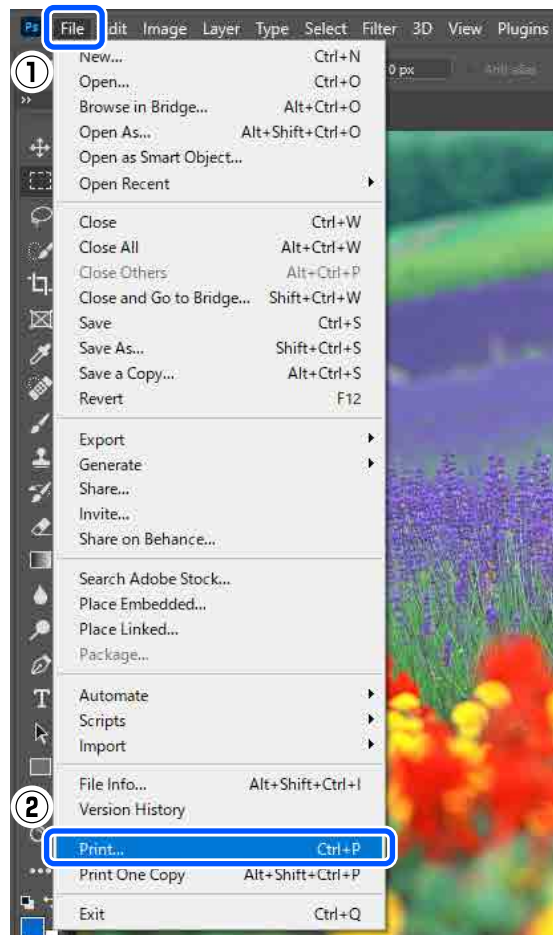 Ps File Edit Image Layer Type Select Filter 3D View Plugins
①
0 px Anti-alias
New... Ctrl+N
Open... Ctrl+O
Browse in Bridge... Alt+Ctrl+O
Open As... Alt+Shift+Ctrl+O
Open as Smart Object...
Open Recent
Close Ctrl+W
Close All Alt+Ctrl+W
Close Others Alt+Ctrl+P
Close and Go to Bridge... Shift+Ctrl+W
Save Ctrl+S
Save As... Shift+Ctrl+S
Save a Copy... Alt+Ctrl+S
Revert F12
Export
Generate
Share...
Invite...
Share on Behance...
Search Adobe Stock...
Place Embedded...
Place Linked...
Package...
Automate
Scripts
Import
File Info... Alt+Shift+Ctrl+I
Version History
②
Print... Ctrl+P
Print One Copy Alt+Shift+Ctrl+P
Exit Ctrl+Q